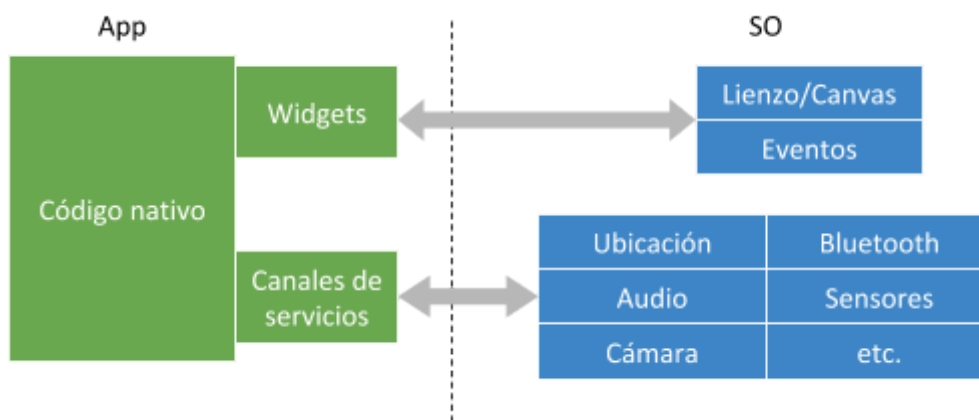 App
SO
Código nativo
Widgets
Canales de
servicios
Lienzo/Canvas
Eventos
Ubicación
Bluetooth
Audio
Sensores
Cámara
etc.